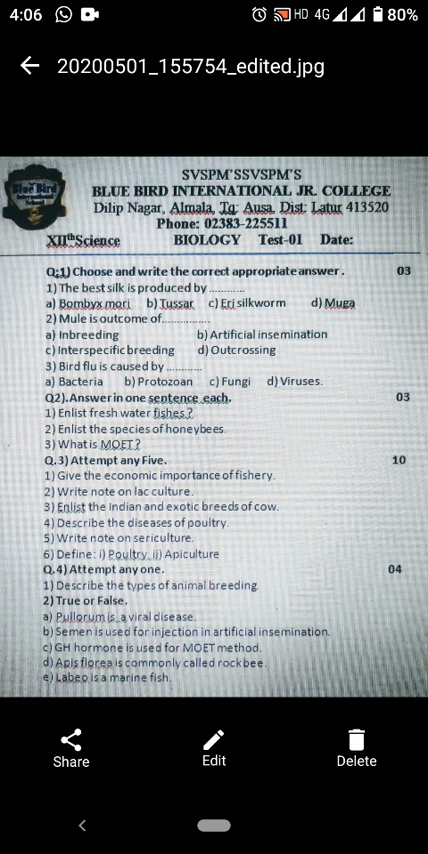 4:06 HD 4G 80%
20200501_155754_edited.jpg
Blue Bird
SVSPM'SSVSPM'S
BLUE BIRD INTERNATIONAL JR. COLLEGE
Dilip Nagar, Almala, Tq: Ausa, Dist: Latur 413520
Phone: 02383-225511
XIIthScience BIOLOGY Test-01 Date:
Q.1) Choose and write the correct appropriate answer. 03
1) The best silk is produced by ............
a) Bombyx mori b) Tussar c) Eri silkworm d) Muga
2) Mule is outcome of................
a) Inbreeding b) Artificial insemination
c) Interspecific breeding d) Outcrossing
3) Bird flu is caused by ............
a) Bacteria b) Protozoan c) Fungi d) Viruses.
Q2).Answer in one sentence each. 03
1) Enlist fresh water fishes ?
2) Enlist the species of honeybees.
3) What is MOET ?
Q.3) Attempt any Five. 10
1) Give the economic importance of fishery.
2) Write note on lac culture.
3) Enlist the Indian and exotic breeds of cow.
4) Describe the diseases of poultry.
5) Write note on sericulture.
6) Define: i) Poultry ii) Apiculture
Q.4) Attempt any one. 04
1) Describe the types of animal breeding
2) True or False.
a) Pullorum is a viral disease.
b) Semen is used for injection in artificial insemination.
c) GH hormone is used for MOET method.
d) Apis florea is commonly called rock bee.
e) Labeo is a marine fish.
Share Edit Delete